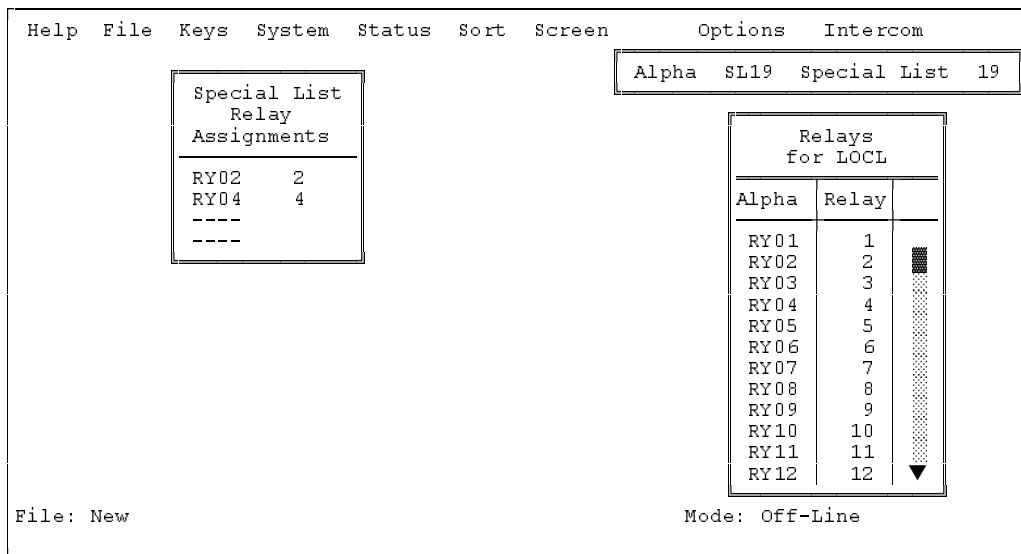 Help File Keys System Status Sort Screen Options Intercom
Alpha SL19 Special List 19
Special List
Relay
Assignments
RY02 2
RY04 4
----
----
Relays
for LOCL
Alpha Relay
RY01 1
RY02 2
RY03 3
RY04 4
RY05 5
RY06 6
RY07 7
RY08 8
RY09 9
RY10 10
RY11 11
RY12 12
File: New
Mode: Off-Line